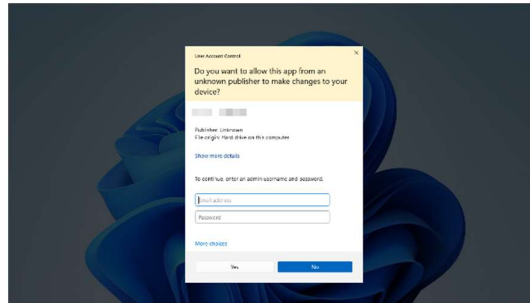 User Account Control
Do you want to allow this app from an
unknown publisher to make changes to your
device?
Publisher: Unknown
File origin: Hard drive on this computer
Show more details
To continue, enter an admin username and password.
Email address
Password
More choices
Yes
No